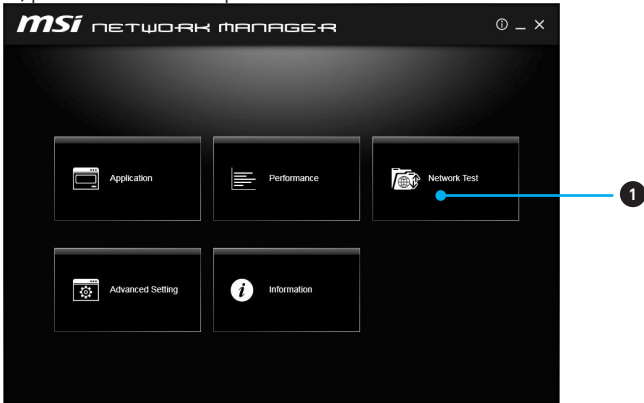 msi NETWORK MANAGER
Application
Performance
Network Test
1
Advanced Setting
i Information